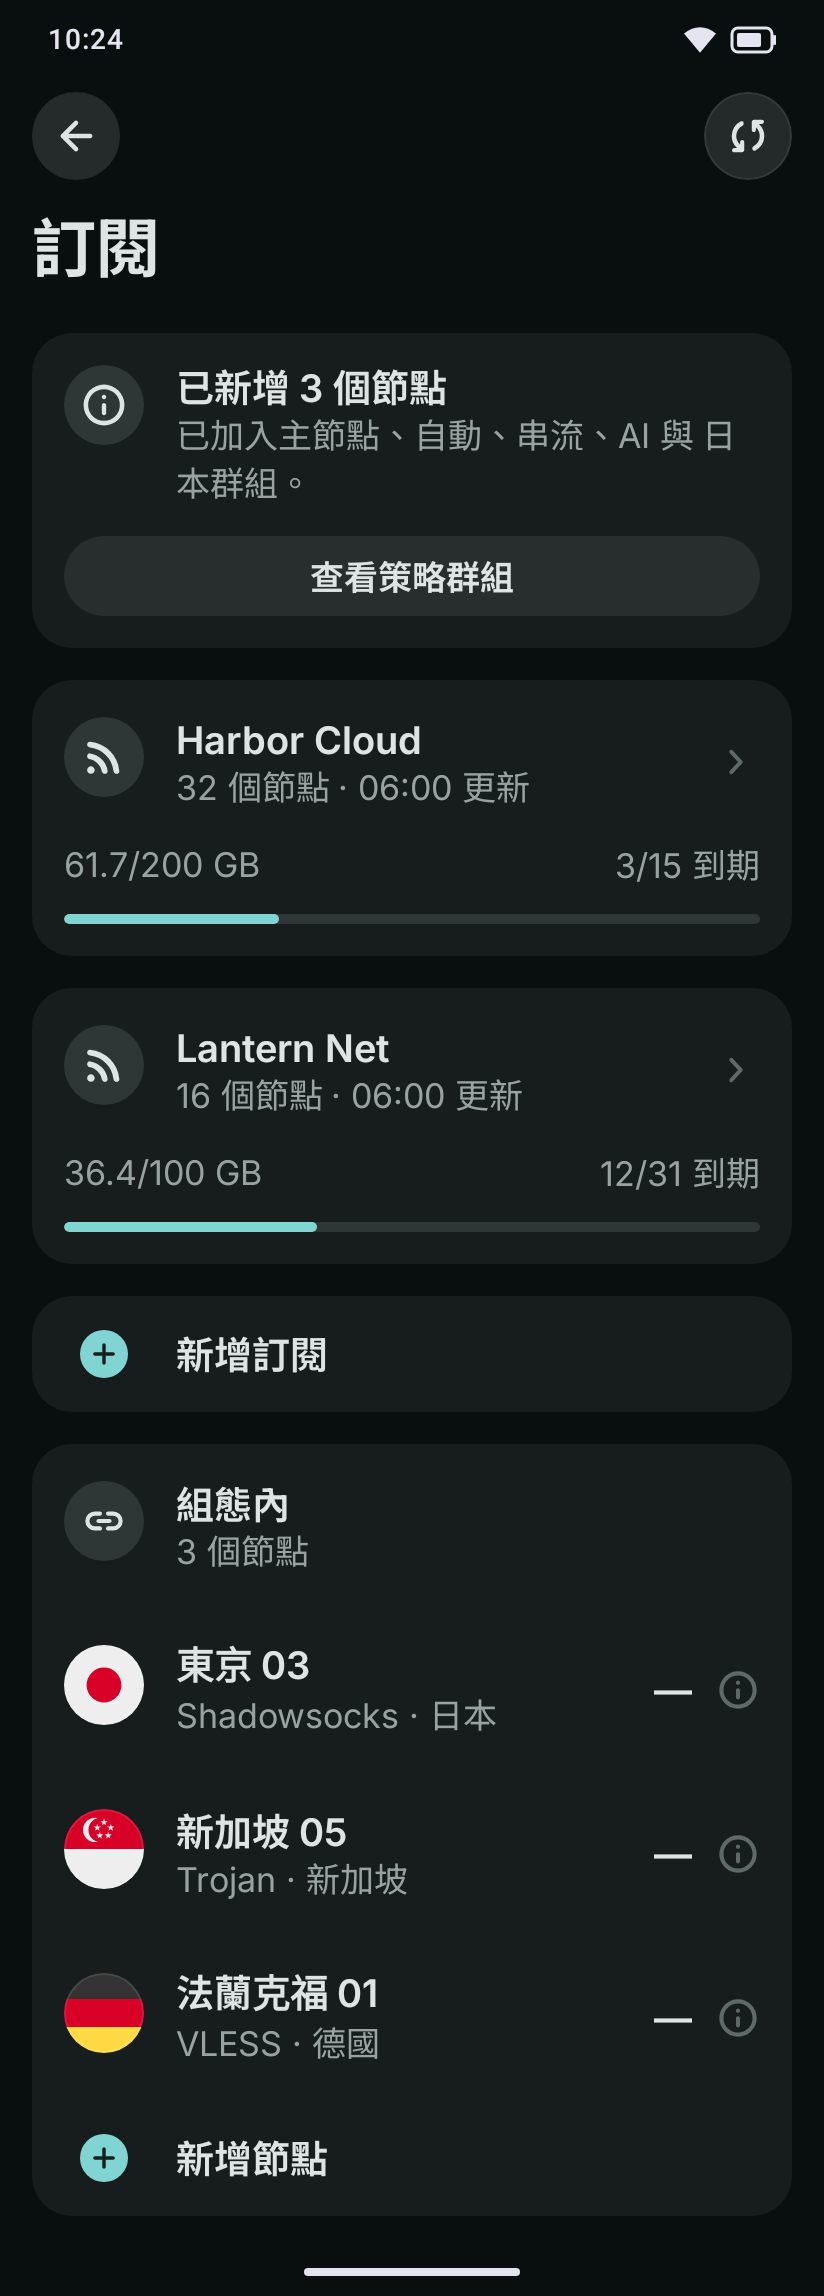 10:24
訂閱
已新增 3 個節點
已加入主節點、自動、串流、AI 與 日
本群組。
查看策略群組
Harbor Cloud
32 個節點 · 06:00 更新
61.7/200 GB
3/15 到期
Lantern Net
16 個節點 · 06:00 更新
36.4/100 GB
12/31 到期
新增訂閱
組態內
3 個節點
東京 03
Shadowsocks · 日本
—
新加坡 05
Trojan · 新加坡
—
法蘭克福 01
VLESS · 德國
—
新增節點